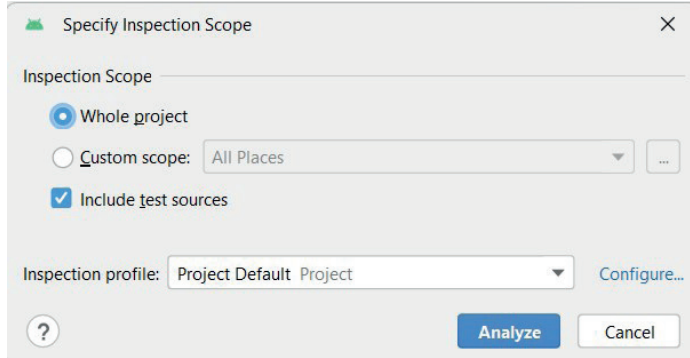 Specify Inspection Scope
Inspection Scope
Whole project
Custom scope: All Places ...
Include test sources
Inspection profile: Project Default Project Configure...
? Analyze Cancel